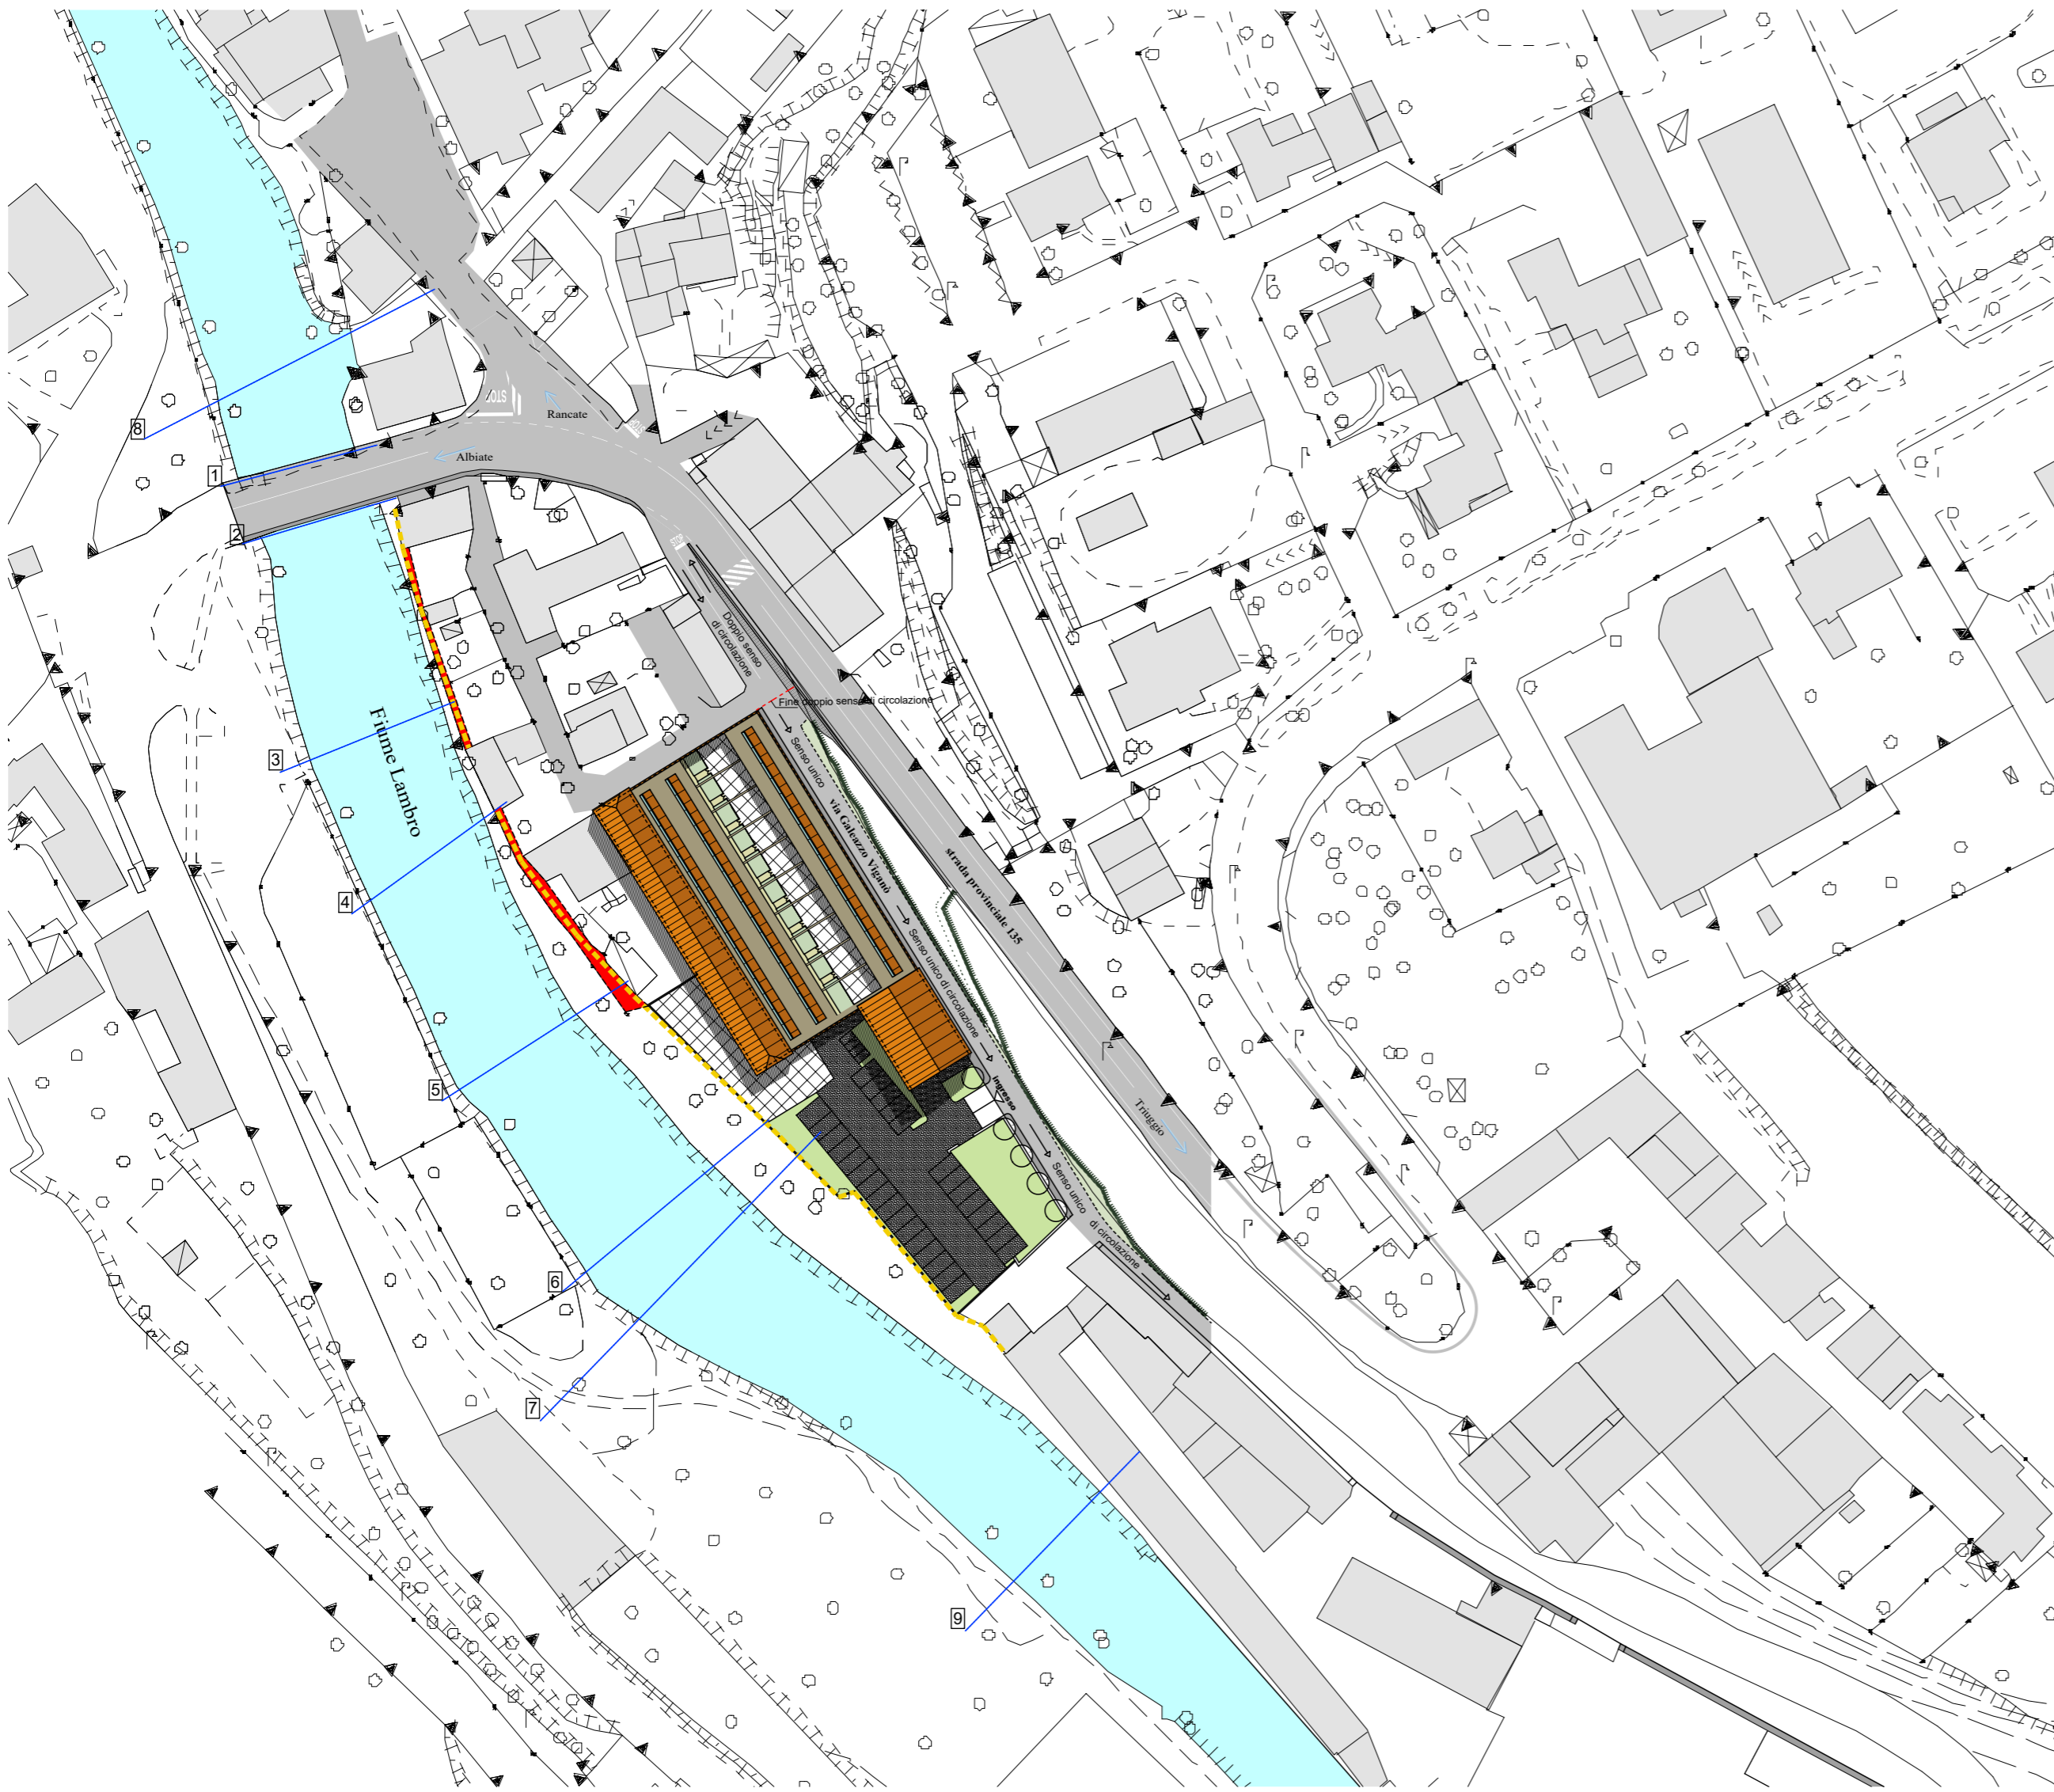 8
1
2
STOP
Rancate
STOP
Albiate
STOP
Doppio senso
di circolazione
Fine doppio senso di circolazione
3
Fiume Lambro
Senso unico
via Galeazzo Viganò
strada provinciale 135
4
Senso unico di circolazione
5
ingresso
Triuggio
Senso unico
di circolazione
6
7
9